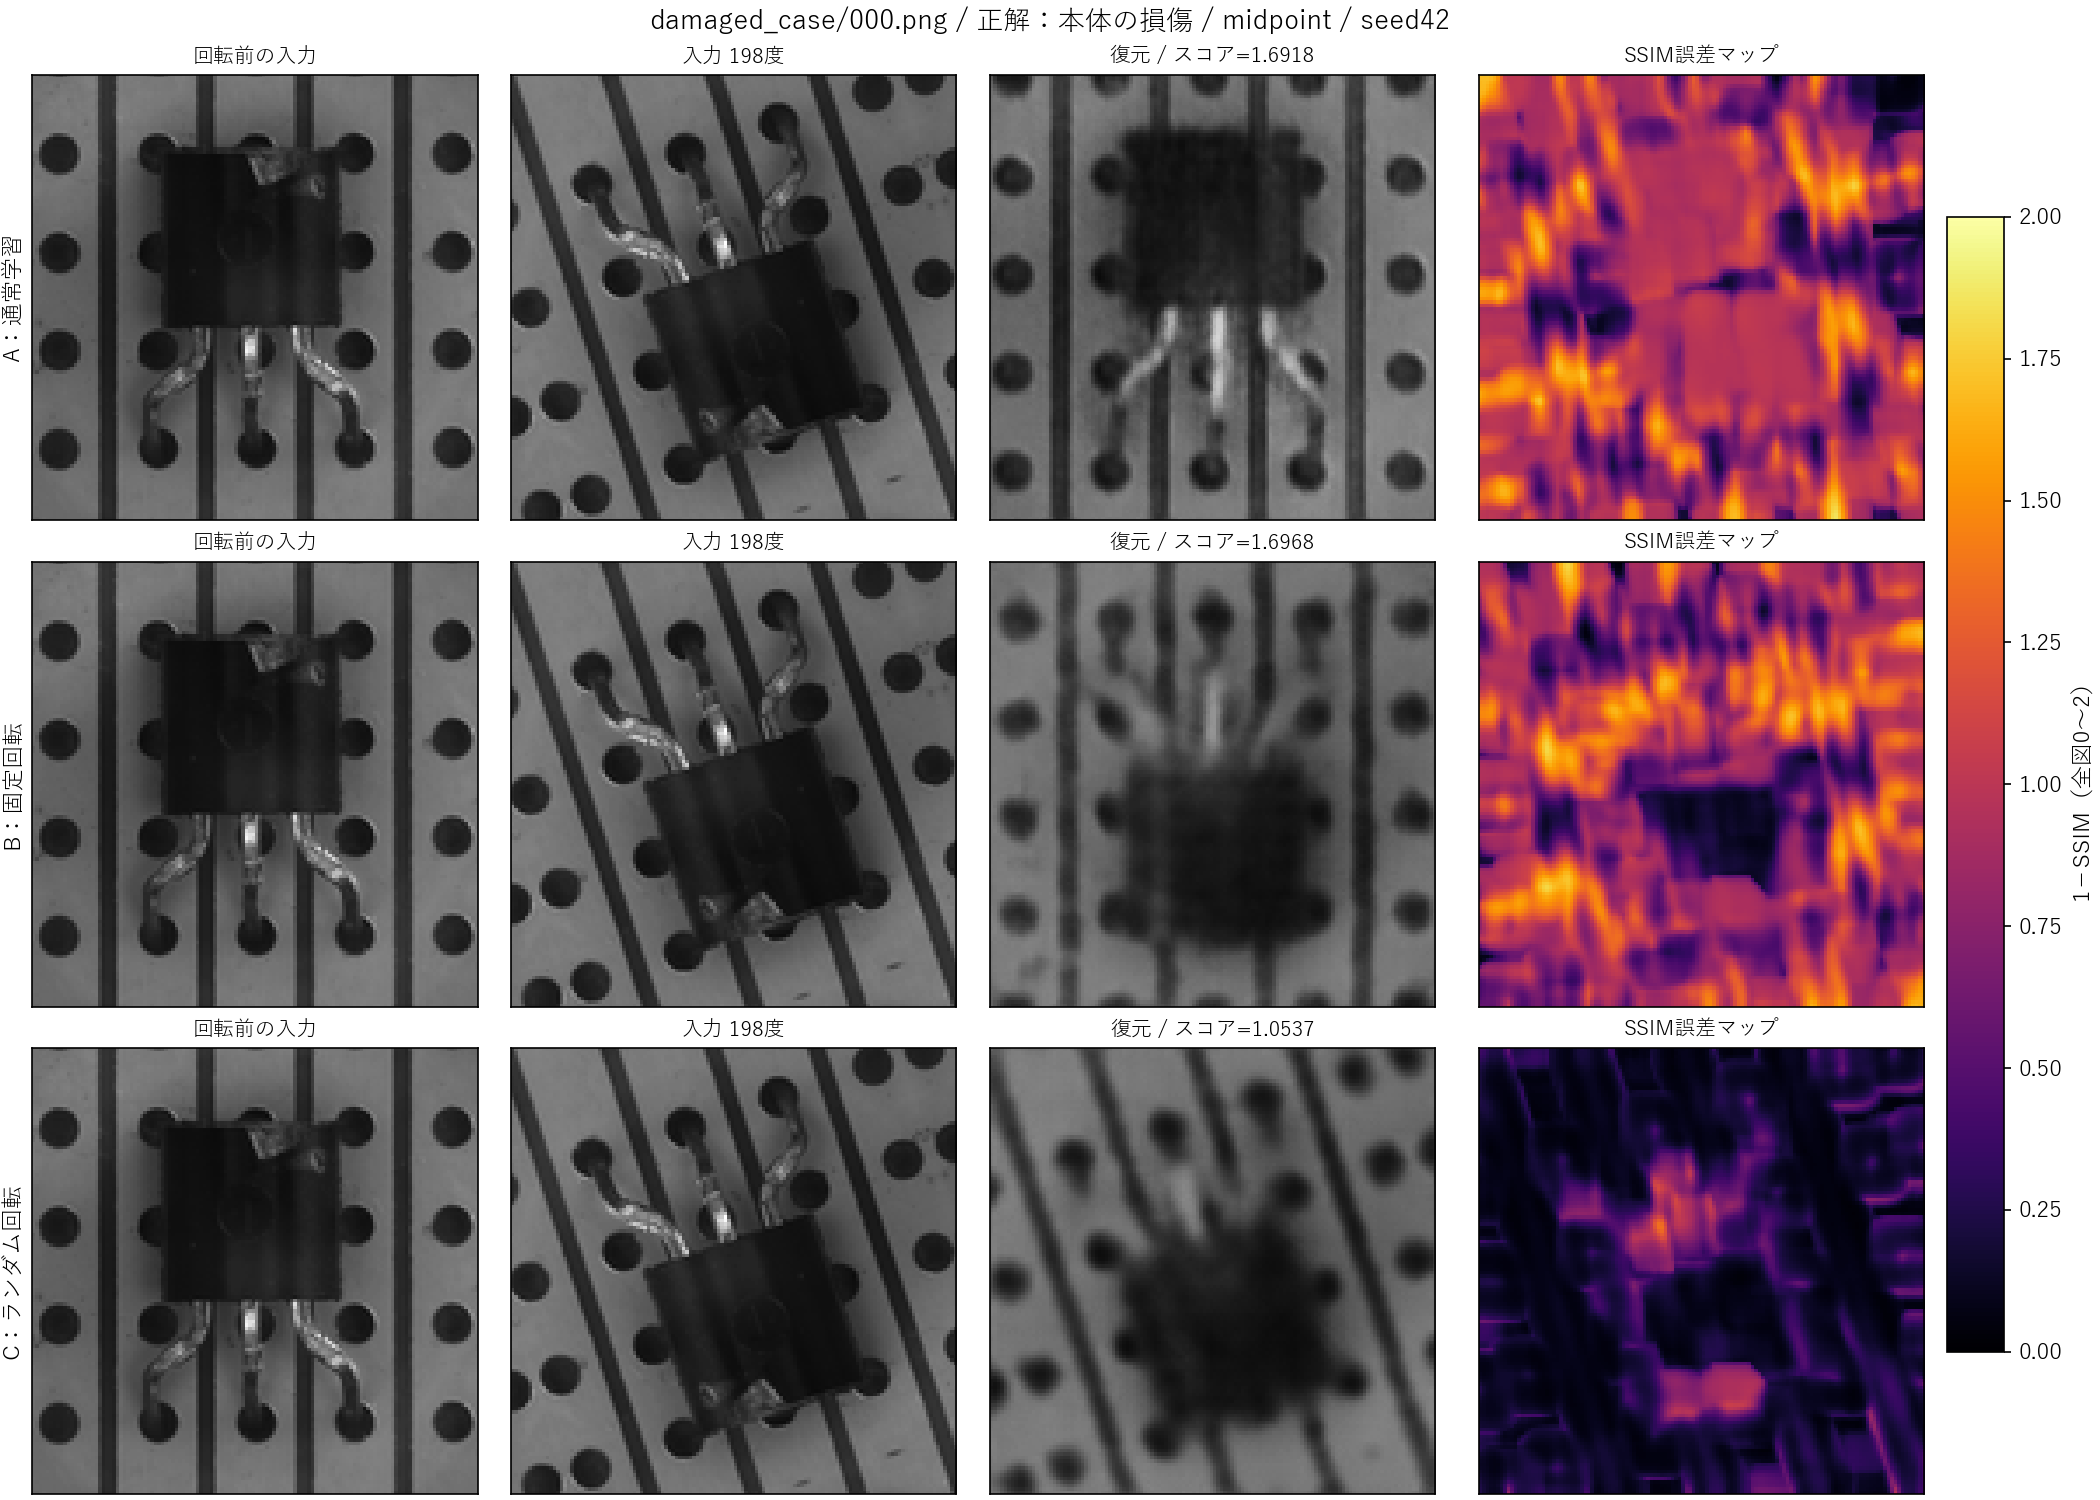 damaged_case/000.png / 正解：本体の損傷 / midpoint / seed42
回転前の入力
入力 198度
復元 / スコア=1.6918
SSIM誤差マップ
A：通常学習
回転前の入力
入力 198度
復元 / スコア=1.6968
SSIM誤差マップ
B：固定回転
回転前の入力
入力 198度
復元 / スコア=1.0537
SSIM誤差マップ
C：ランダム回転
2.00
1.75
1.50
1.25
1.00
0.75
0.50
0.25
0.00
1－SSIM（全図0～2）